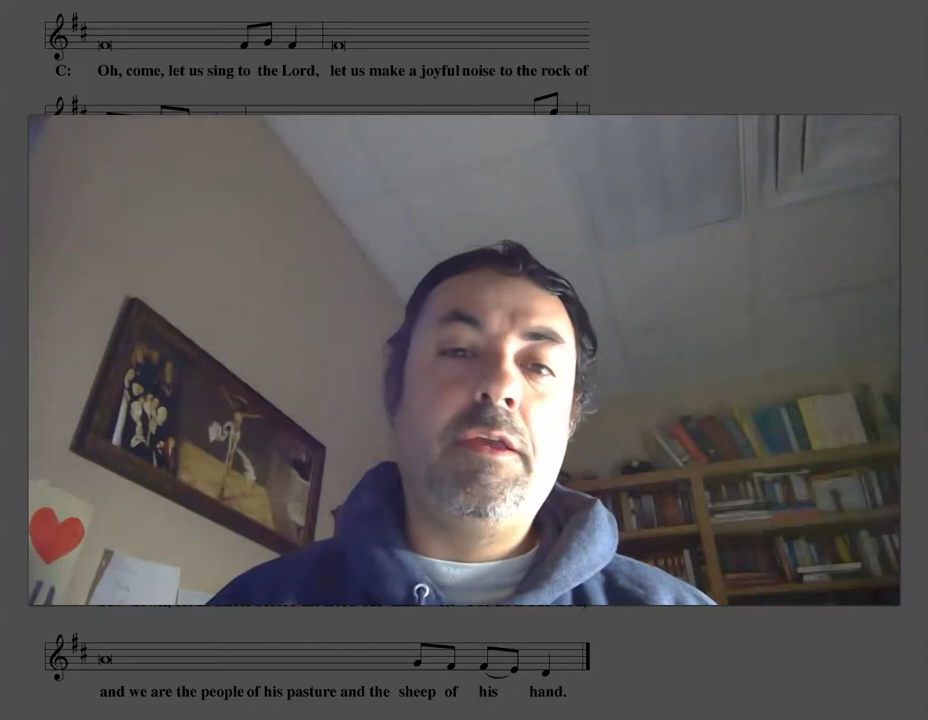 C: Oh, come, let us sing to the Lord, let us make a joyful noise to the rock of
and we are the people of his pasture and the sheep of his hand.